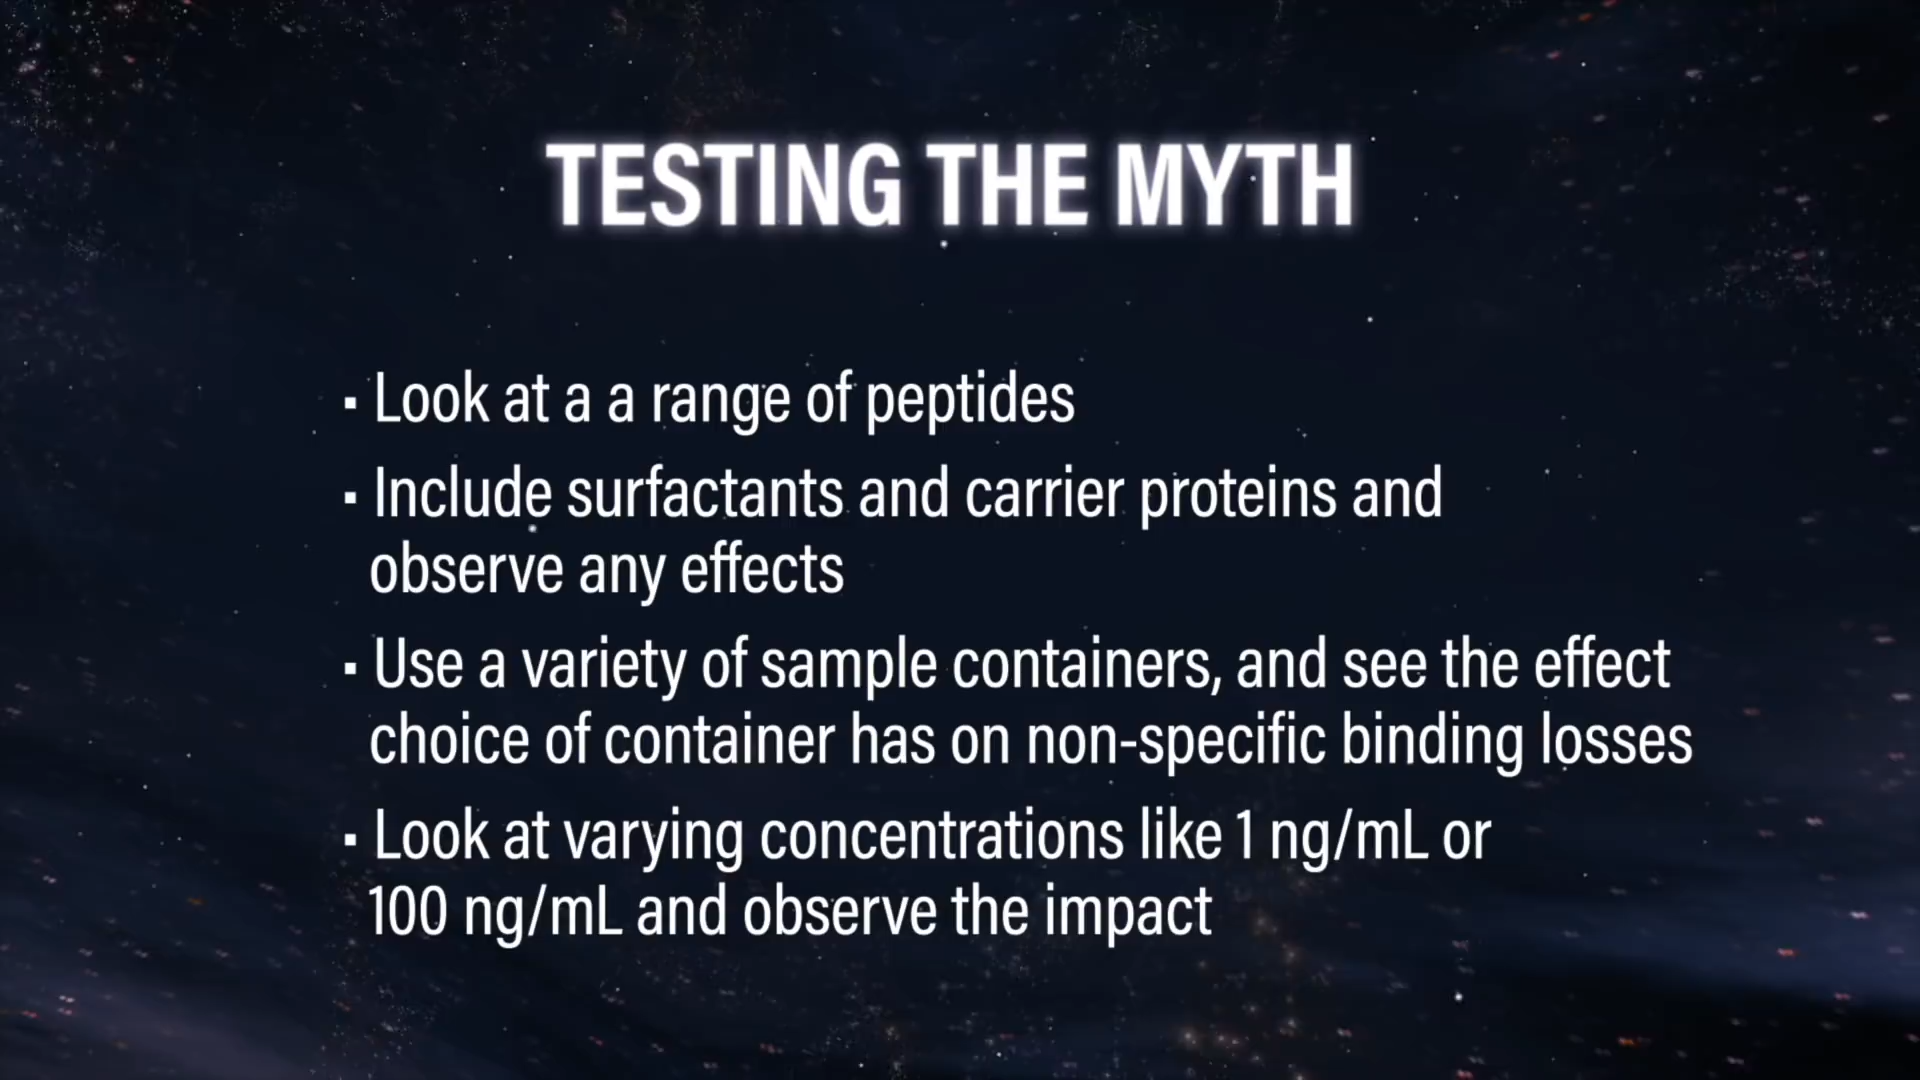 TESTING THE MYTH
▪ Look at a a range of peptides
▪ Include surfactants and carrier proteins and
observe any effects
▪ Use a variety of sample containers, and see the effect
choice of container has on non-specific binding losses
▪ Look at varying concentrations like 1 ng/mL or
100 ng/mL and observe the impact